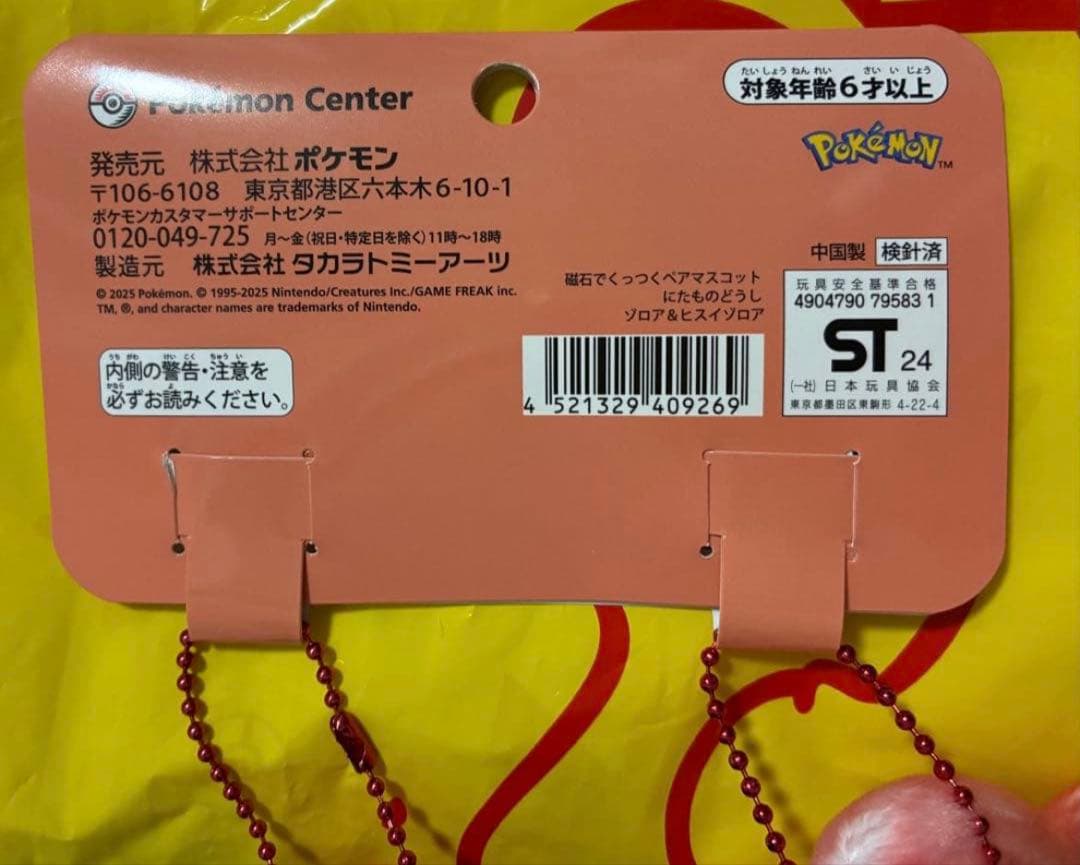 Pokémon Center
発売元 株式会社 ポケモン
〒106-6108 東京都港区六本木6-10-1
ポケモンカスタマーサポートセンター
0120-049-725 月～金(祝日・特定日を除く)11時～18時
製造元 株式会社 タカラトミーアーツ
© 2025 Pokémon. © 1995-2025 Nintendo/Creatures Inc./GAME FREAK inc.
TM, ®, and character names are trademarks of Nintendo.
うちがわ けいこく ちゅうい
内側の警告・注意を
かなら よ
必ずお読みください。
たいしょうねんれい さいいじょう
対象年齢6才以上
POKéMON TM
中国製 検針済
磁石でくっつくペアマスコット
にたものどうし
ゾロア&ヒスイゾロア
4 521329 409269
玩具安全基準合格
4904790 79583 1
ST 24
(一社)日本玩具協会
東京都墨田区東駒形 4-22-4